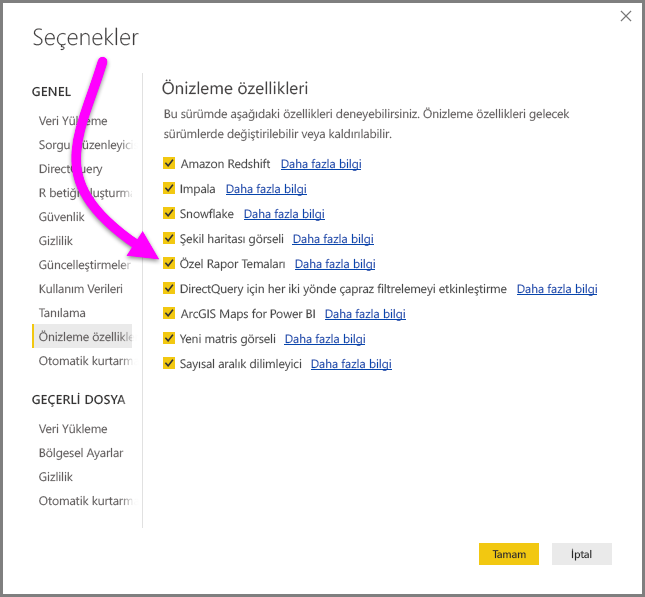 Seçenekler
GENEL
Veri Yükleme
Sorgu Düzenleyici
DirectQuery
R betiği oluşturma
Güvenlik
Gizlilik
Güncelleştirmeler
Kullanım Verileri
Tanılama
Önizleme özellikle
Otomatik kurtarm
GEÇERLİ DOSYA
Veri Yükleme
Bölgesel Ayarlar
Gizlilik
Otomatik kurtarm
Önizleme özellikleri
Bu sürümde aşağıdaki özellikleri deneyebilirsiniz. Önizleme özellikleri gelecek
sürümlerde değiştirilebilir veya kaldırılabilir.
Amazon Redshift Daha fazla bilgi
Impala Daha fazla bilgi
Snowflake Daha fazla bilgi
Şekil haritası görseli Daha fazla bilgi
Özel Rapor Temaları Daha fazla bilgi
DirectQuery için her iki yönde çapraz filtrelemeyi etkinleştirme Daha fazla bilgi
ArcGIS Maps for Power BI Daha fazla bilgi
Yeni matris görseli Daha fazla bilgi
Sayısal aralık dilimleyici Daha fazla bilgi
Tamam İptal